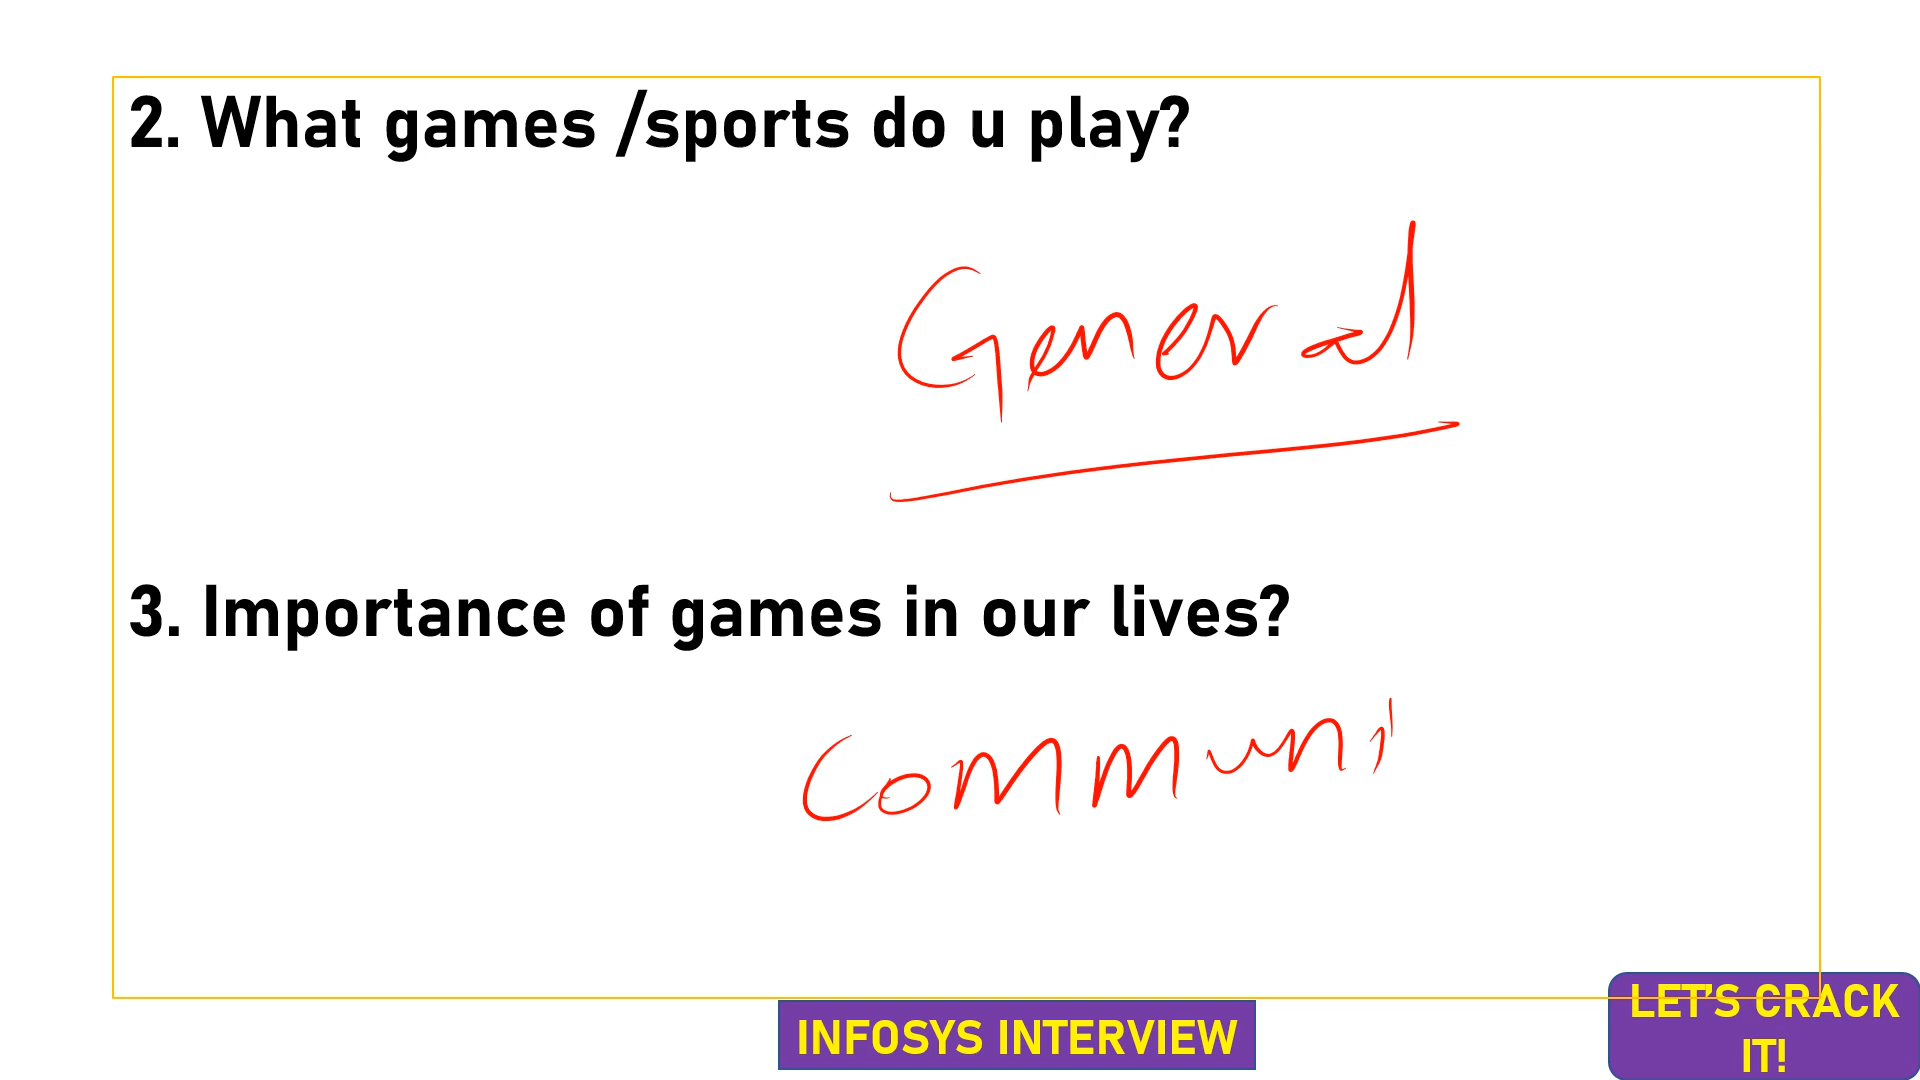 2. What games /sports do u play?
General
3. Importance of games in our lives?
Communi
INFOSYS INTERVIEW
LET'S CRACK
IT!